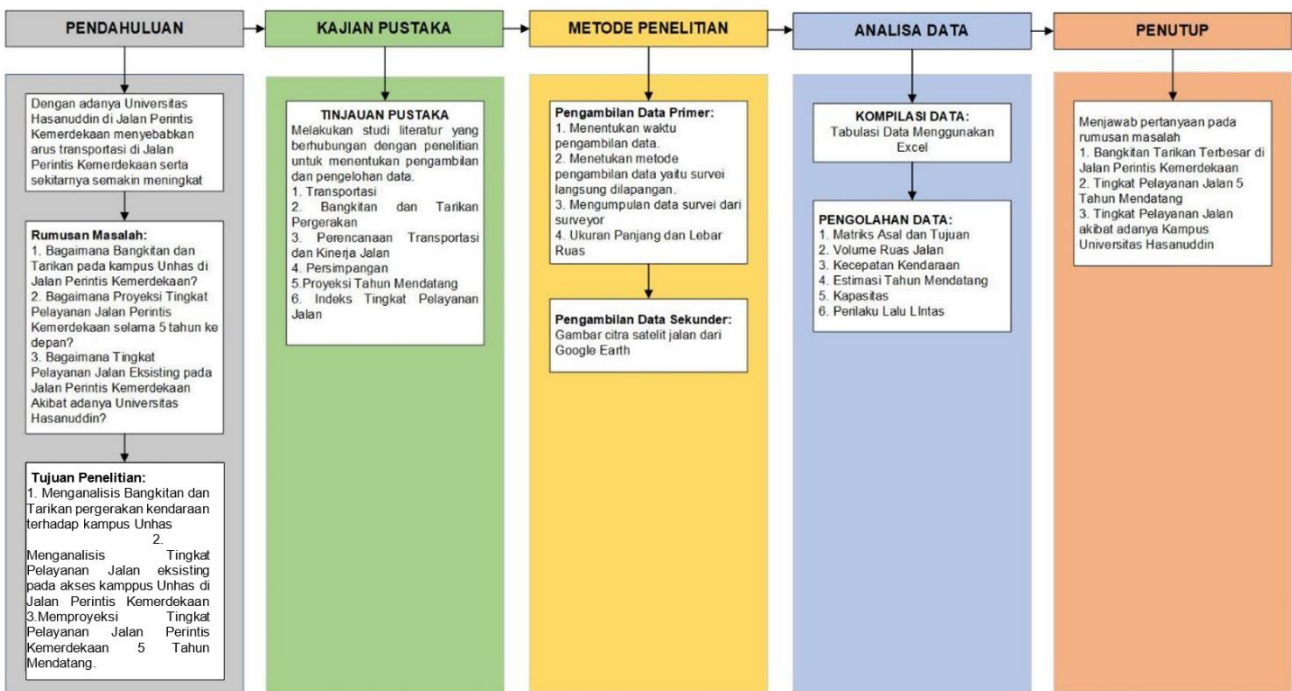 PENDAHULUAN
KAJIAN PUSTAKA
METODE PENELITIAN
ANALISA DATA
PENUTUP
Dengan adanya Universitas
Hasanuddin di Jalan Perintis
Kemerdekaan menyebabkan
arus transportasi di Jalan
Perintis Kemerdekaan serta
sekitarnya semakin meningkat
Rumusan Masalah:
1. Bagaimana Bangkitan dan
Tarikan pada kampus Unhas di
Jalan Perintis Kemerdekaan?
2. Bagaimana Proyeksi Tingkat
Pelayanan Jalan Perintis
Kemerdekaan selama 5 tahun ke
depan?
3. Bagaimana Tingkat
Pelayanan Jalan Eksisting pada
Jalan Perintis Kemerdekaan
Akibat adanya Universitas
Hasanuddin?
Tujuan Penelitian:
1. Menganalisis Bangkitan dan
Tarikan pergerakan kendaraan
terhadap kampus Unhas
2.
Menganalisis Tingkat
Pelayanan Jalan eksisting
pada akses kamppus Unhas di
Jalan Perintis Kemerdekaan
3.Memproyeksi Tingkat
Pelayanan Jalan Perintis
Kemerdekaan 5 Tahun
Mendatang.
TINJAUAN PUSTAKA
Melakukan studi literatur yang
berhubungan dengan penelitian
untuk menentukan pengambilan
dan pengelohan data.
1. Transportasi
2. Bangkitan dan Tarikan
Pergerakan
3. Perencanaan Transportasi
dan Kinerja Jalan
4. Persimpangan
5.Proyeksi Tahun Mendatang
6. Indeks Tingkat Pelayanan
Jalan
Pengambilan Data Primer:
1. Menentukan waktu
pengambilan data.
2. Menetukan metode
pengambilan data yaitu survei
langsung dilapangan.
3. Mengumpulan data survei dari
surveyor
4. Ukuran Panjang dan Lebar
Ruas
Pengambilan Data Sekunder:
Gambar citra satelit jalan dari
Google Earth
KOMPILASI DATA:
Tabulasi Data Menggunakan
Excel
PENGOLAHAN DATA:
1. Matriks Asal dan Tujuan
2. Volume Ruas Jalan
3. Kecepatan Kendaraan
4. Estimasi Tahun Mendatang
5. Kapasitas
6. Perilaku Lalu LIntas
Menjawab pertanyaan pada
rumusan masalah
1. Bangkitan Tarikan Terbesar di
Jalan Perintis Kemerdekaan
2. Tingkat Pelayanan Jalan 5
Tahun Mendatang
3. Tingkat Pelayanan Jalan
akibat adanya Kampus
Universitas Hasanuddin